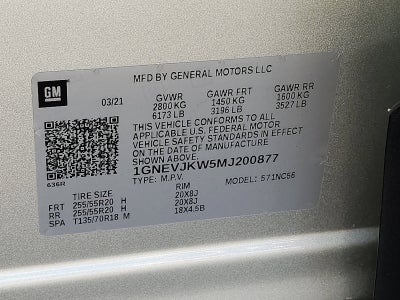 GM
MFD BY GENERAL MOTORS LLC
03/21 GVWR GAWR FRT GAWR RR
2800 KG 1450 KG 1600 KG
6173 LB 3196 LB 3527 LB
THIS VEHICLE CONFORMS TO ALL
APPLICABLE U.S. FEDERAL MOTOR
VEHICLE SAFETY STANDARDS IN EFFECT
ON THE DATE OF MANUFACTURE
SHOWN ABOVE.
1GNEVJKW5MJ200877
TYPE: M.P.V. MODEL: 571NC56
636R
TIRE SIZE RIM
FRT 255/55R20 H 20X8J
RR 255/55R20 H 20X8J
SPA T135/70R18 M 18X4.5B